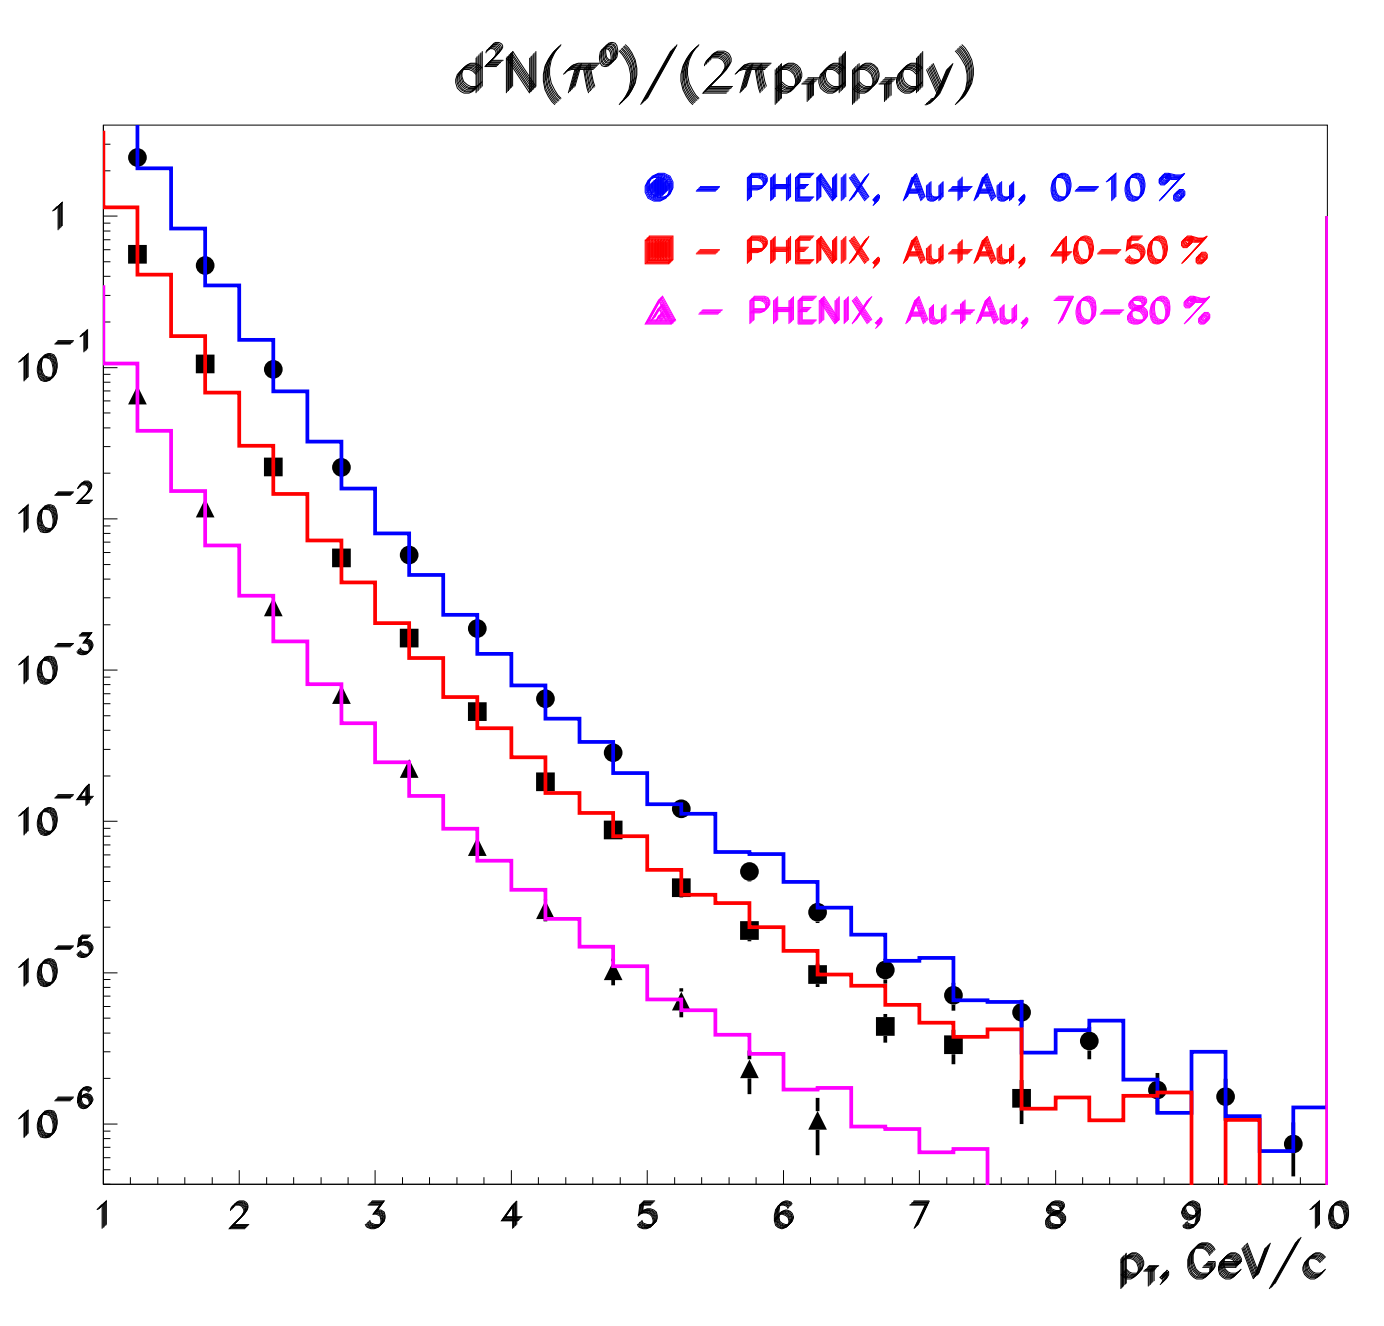 d²N(π⁰)/(2πp_Tdp_Tdy)
– PHENIX, Au+Au, 0–10 %
– PHENIX, Au+Au, 40–50 %
– PHENIX, Au+Au, 70–80 %
1
10⁻¹
10⁻²
10⁻³
10⁻⁴
10⁻⁵
10⁻⁶
1 2 3 4 5 6 7 8 9 10
p_T, GeV/c